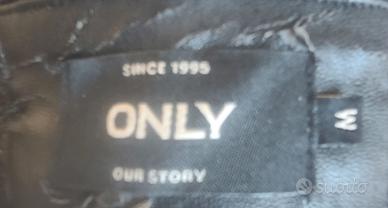 SINCE 1995
ONLY
OUR STORY
M
subito